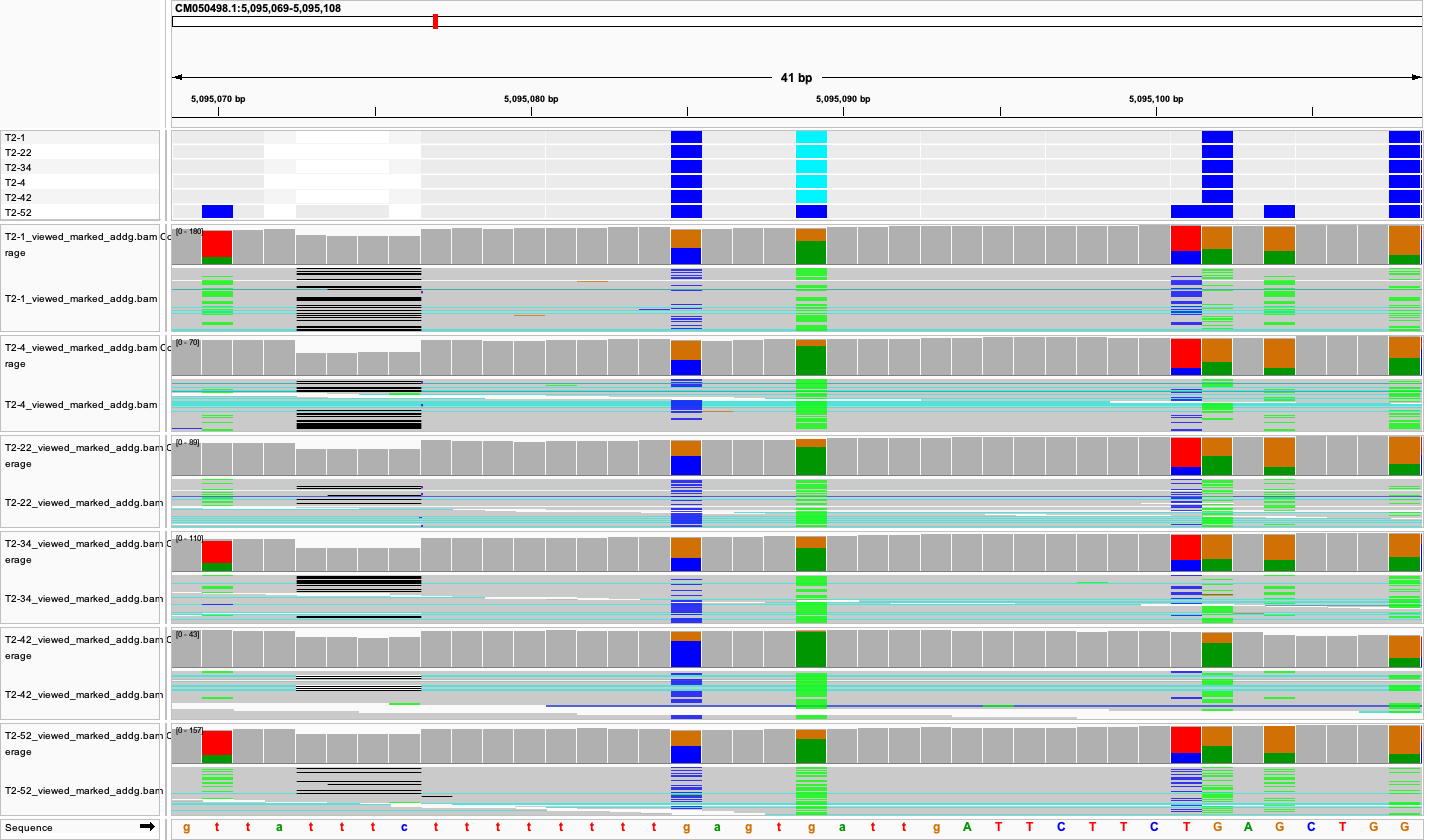 CM050498.1:5,095,069-5,095,108
41 bp
5,095,070 bp 5,095,080 bp 5,095,090 bp 5,095,100 bp
T2-1
T2-22
T2-34
T2-4
T2-42
T2-52
T2-1_viewed_marked_addg.bam Co
rage
[0 - 180]
T2-1_viewed_marked_addg.bam
T2-4_viewed_marked_addg.bam Co
rage
[0 - 70]
T2-4_viewed_marked_addg.bam
T2-22_viewed_marked_addg.bam C
erage
[0 - 89]
T2-22_viewed_marked_addg.bam
T2-34_viewed_marked_addg.bam C
erage
[0 - 110]
T2-34_viewed_marked_addg.bam
T2-42_viewed_marked_addg.bam C
erage
[0 - 43]
T2-42_viewed_marked_addg.bam
T2-52_viewed_marked_addg.bam C
erage
[0 - 157]
T2-52_viewed_marked_addg.bam
Sequence g t t a t t t c t t t t t t t t g a g t g a t t g A T T C T T C T G A G C T G G